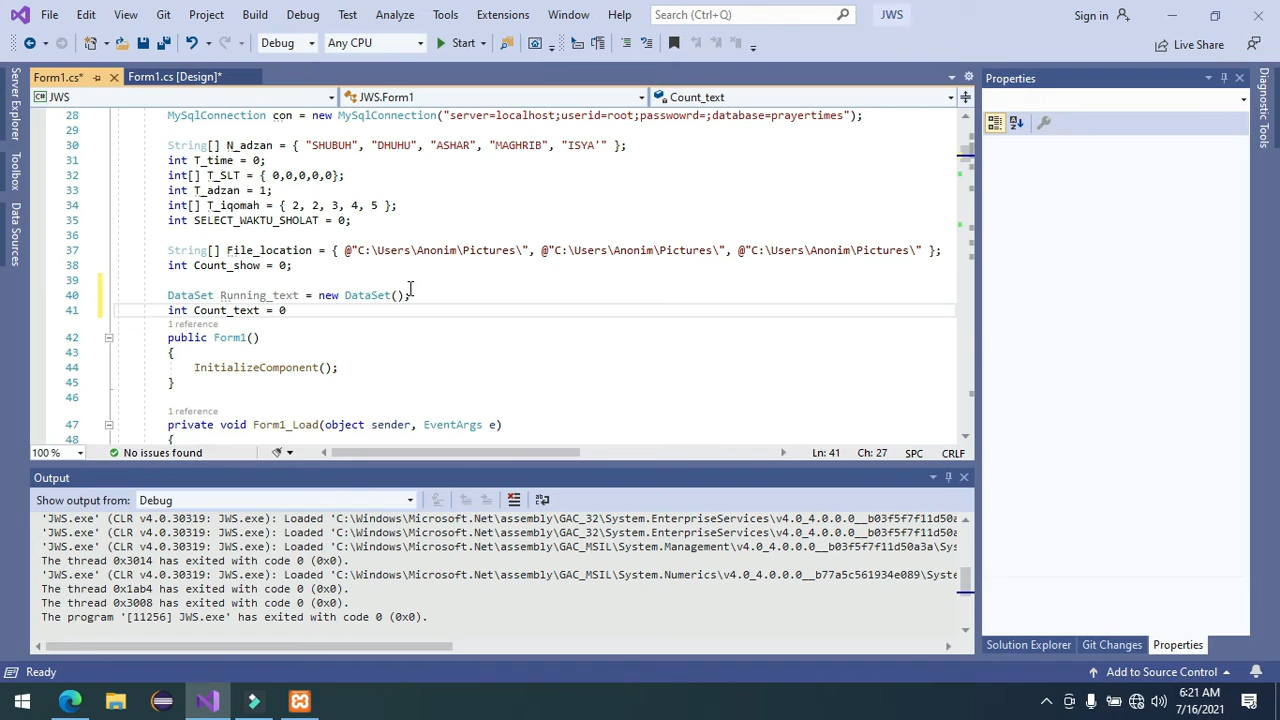 File Edit View Git Project Build Debug Test Analyze Tools Extensions Window Help Search (Ctrl+Q) JWS Sign in
Debug Any CPU Start Live Share
Form1.cs* Form1.cs [Design]* Properties
JWS JWS.Form1 Count_text
Server Explorer
Toolbox
Data Sources
Diagnostic Tools
28 MySqlConnection con = new MySqlConnection("server=localhost;userid=root;passwowrd=;database=prayertimes");
29
30 String[] N_adzan = { "SHUBUH", "DHUHU", "ASHAR", "MAGHRIB", "ISYA'" };
31 int T_time = 0;
32 int[] T_SLT = { 0,0,0,0,0};
33 int T_adzan = 1;
34 int[] T_iqomah = { 2, 2, 3, 4, 5 };
35 int SELECT_WAKTU_SHOLAT = 0;
36
37 String[] File_location = { @"C:\Users\Anonim\Pictures\", @"C:\Users\Anonim\Pictures\", @"C:\Users\Anonim\Pictures\" };
38 int Count_show = 0;
39
40 DataSet Running_text = new DataSet();
41 int Count_text = 0
1 reference
42 public Form1()
43 {
44 InitializeComponent();
45 }
46
1 reference
47 private void Form1_Load(object sender, EventArgs e)
48 {
100 % No issues found Ln: 41 Ch: 27 SPC CRLF
Output
Show output from: Debug
'JWS.exe' (CLR v4.0.30319: JWS.exe): Loaded 'C:\Windows\Microsoft.Net\assembly\GAC_32\System.EnterpriseServices\v4.0_4.0.0.0__b03f5f7f11d50a
'JWS.exe' (CLR v4.0.30319: JWS.exe): Loaded 'C:\Windows\Microsoft.Net\assembly\GAC_32\System.EnterpriseServices\v4.0_4.0.0.0__b03f5f7f11d50a
'JWS.exe' (CLR v4.0.30319: JWS.exe): Loaded 'C:\Windows\Microsoft.Net\assembly\GAC_MSIL\System.Management\v4.0_4.0.0.0__b03f5f7f11d50a3a\Sys
The thread 0x3014 has exited with code 0 (0x0).
'JWS.exe' (CLR v4.0.30319: JWS.exe): Loaded 'C:\Windows\Microsoft.Net\assembly\GAC_MSIL\System.Numerics\v4.0_4.0.0.0__b77a5c561934e089\Syste
The thread 0x1ab4 has exited with code 0 (0x0).
The thread 0x3008 has exited with code 0 (0x0).
The program '[11256] JWS.exe' has exited with code 0 (0x0).
Solution Explorer Git Changes Properties
Ready Add to Source Control
6:21 AM
7/16/2021